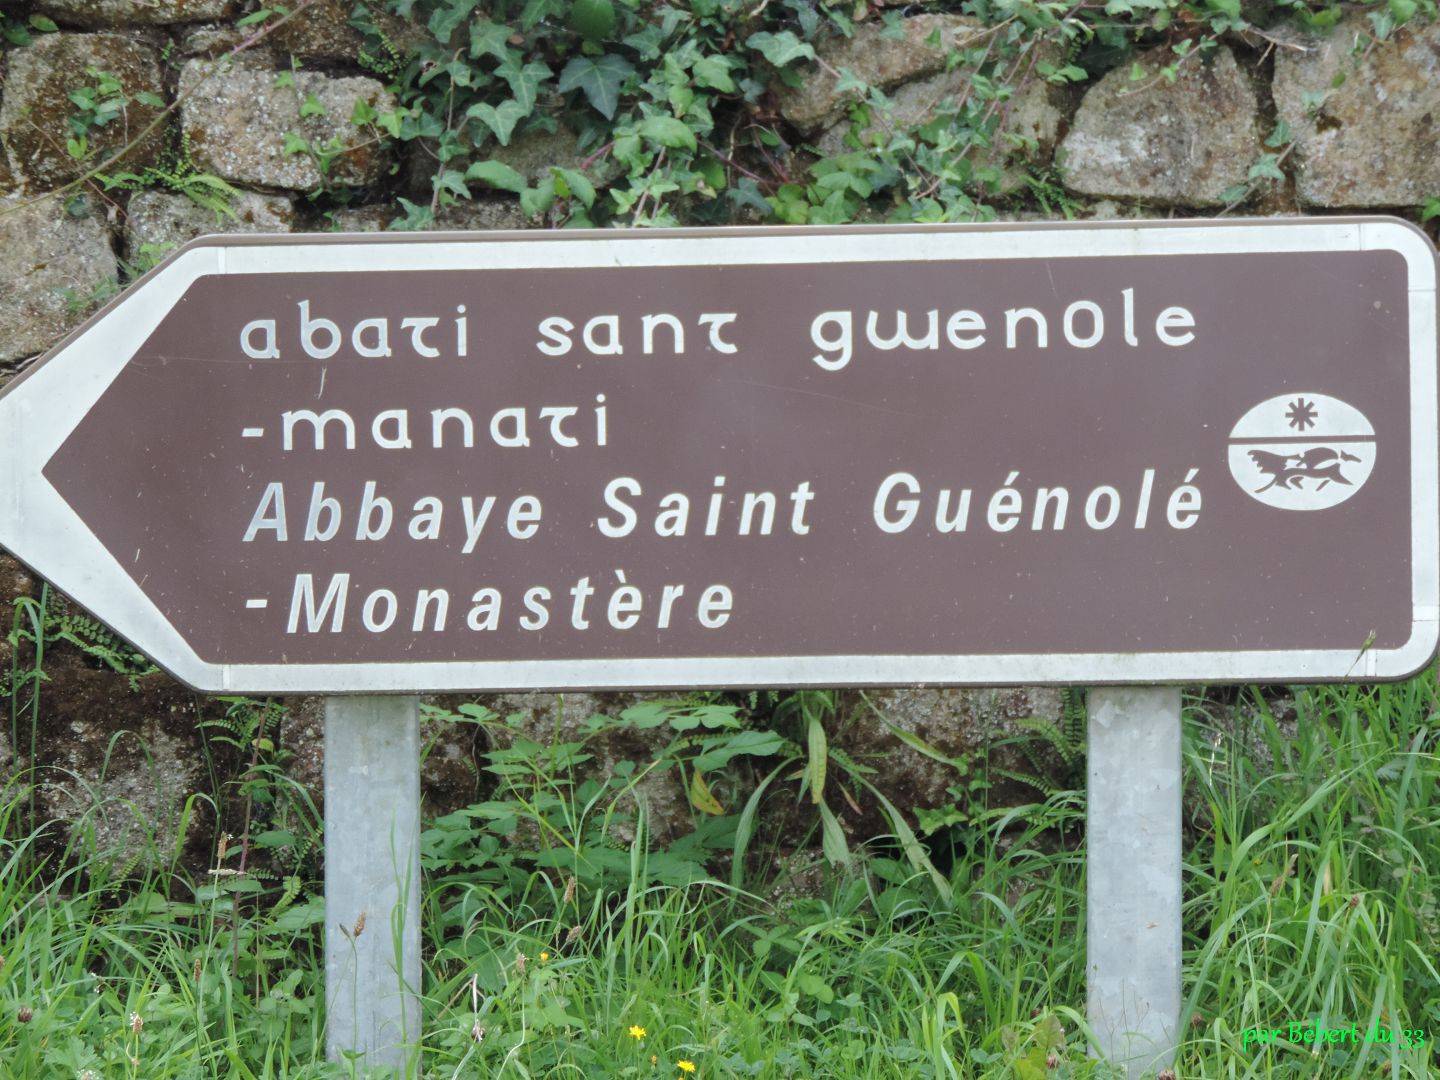 abati sant gwenole
-manati
Abbaye Saint Guénolé
-Monastère
par Bébert du 33